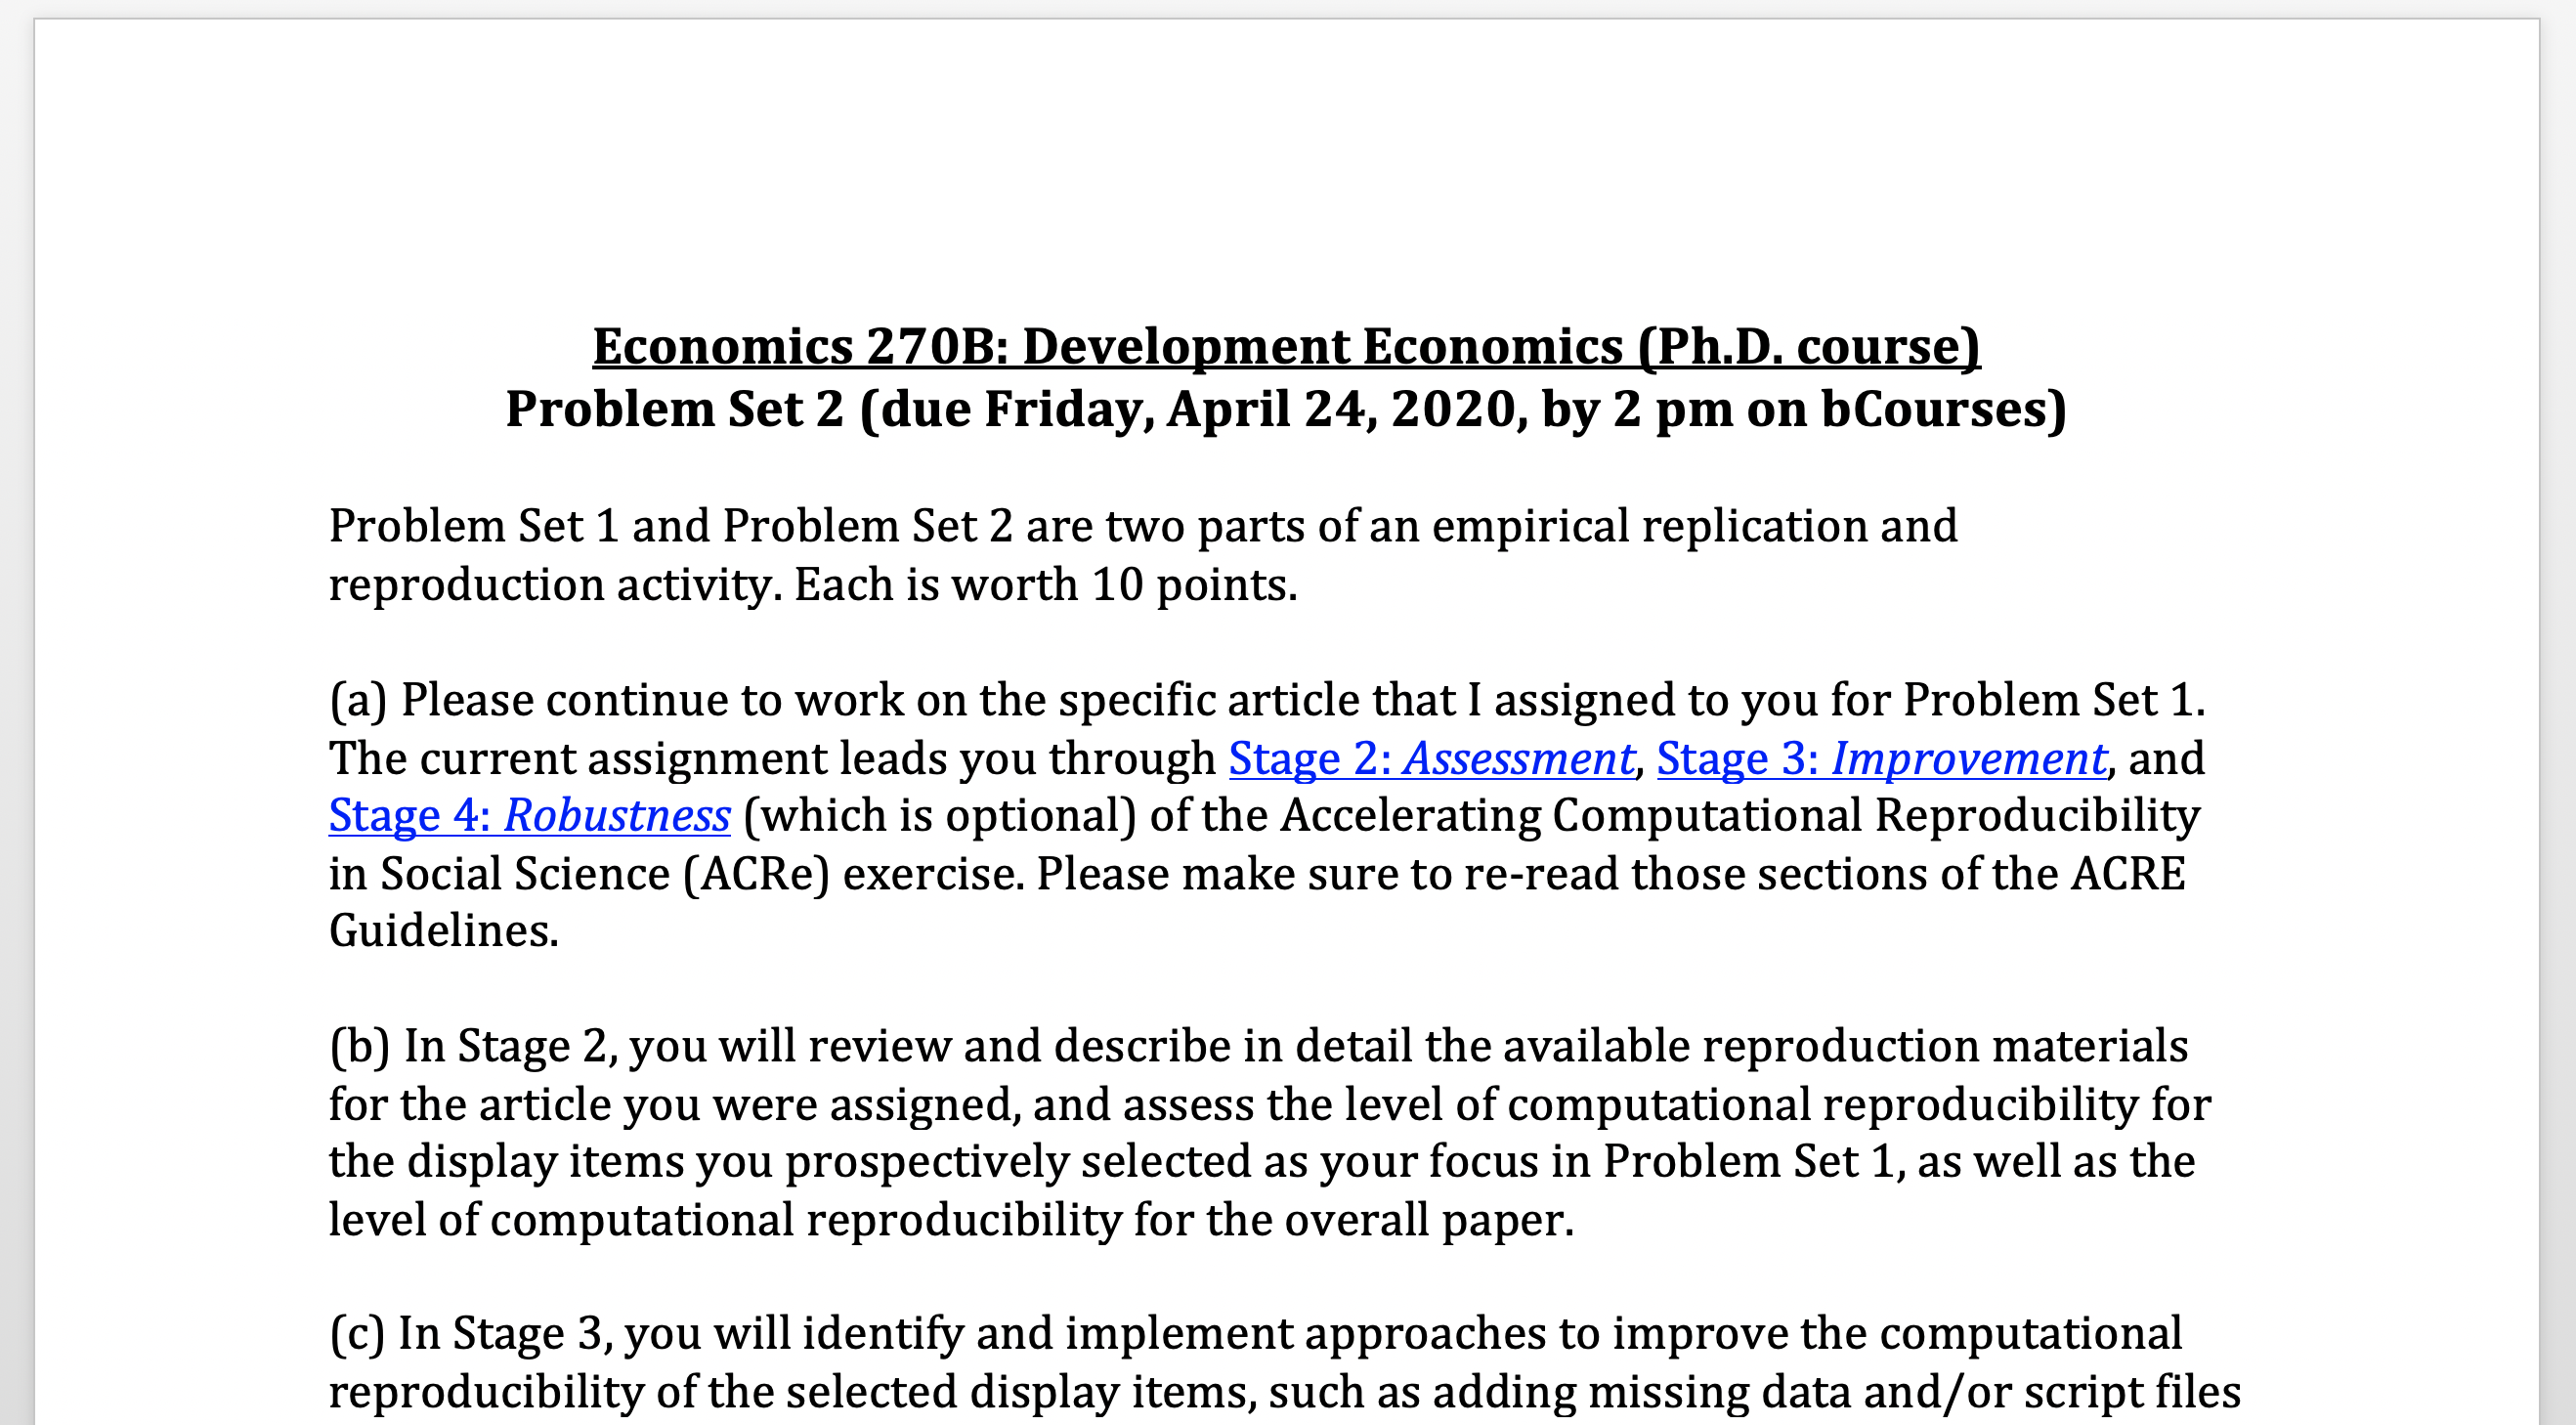 Economics 270B: Development Economics (Ph.D. course)
Problem Set 2 (due Friday, April 24, 2020, by 2 pm on bCourses)
Problem Set 1 and Problem Set 2 are two parts of an empirical replication and
reproduction activity. Each is worth 10 points.
(a) Please continue to work on the specific article that I assigned to you for Problem Set 1.
The current assignment leads you through Stage 2: Assessment, Stage 3: Improvement, and
Stage 4: Robustness (which is optional) of the Accelerating Computational Reproducibility
in Social Science (ACRe) exercise. Please make sure to re-read those sections of the ACRE
Guidelines.
(b) In Stage 2, you will review and describe in detail the available reproduction materials
for the article you were assigned, and assess the level of computational reproducibility for
the display items you prospectively selected as your focus in Problem Set 1, as well as the
level of computational reproducibility for the overall paper.
(c) In Stage 3, you will identify and implement approaches to improve the computational
reproducibility of the selected display items, such as adding missing data and/or script files